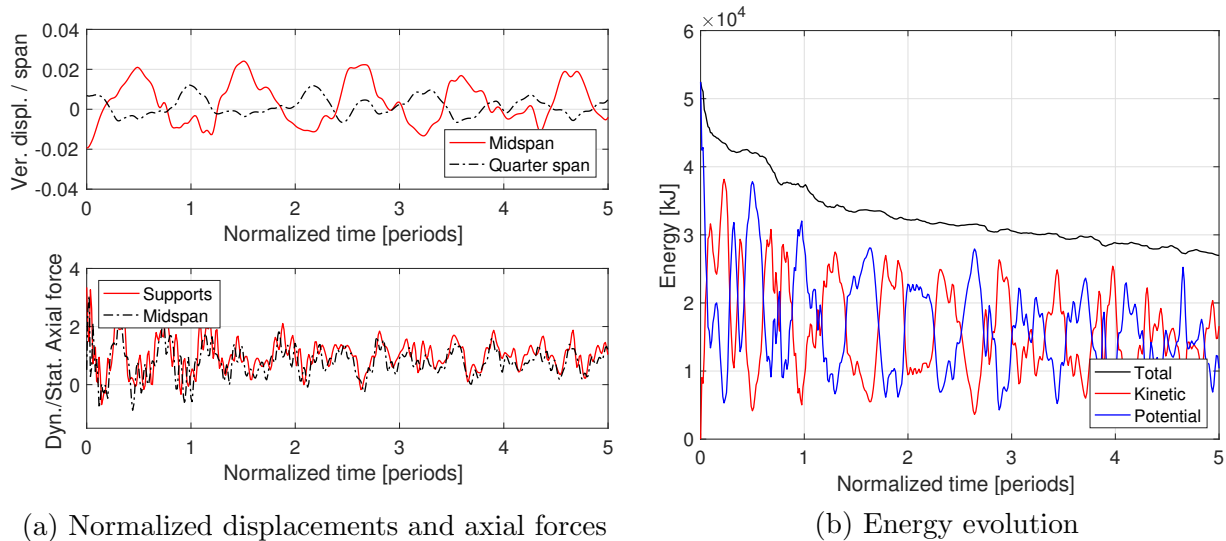 0.04
0.02
0
-0.02
-0.04
Ver. displ. / span
Midspan
Quarter span
0 1 2 3 4 5
Normalized time [periods]
4
2
0
Dyn./Stat. Axial force
Supports
Midspan
0 1 2 3 4 5
Normalized time [periods]
(a) Normalized displacements and axial forces
×10⁴
6
5
4
3
2
1
0
Energy [kJ]
Total
Kinetic
Potential
0 1 2 3 4 5
Normalized time [periods]
(b) Energy evolution